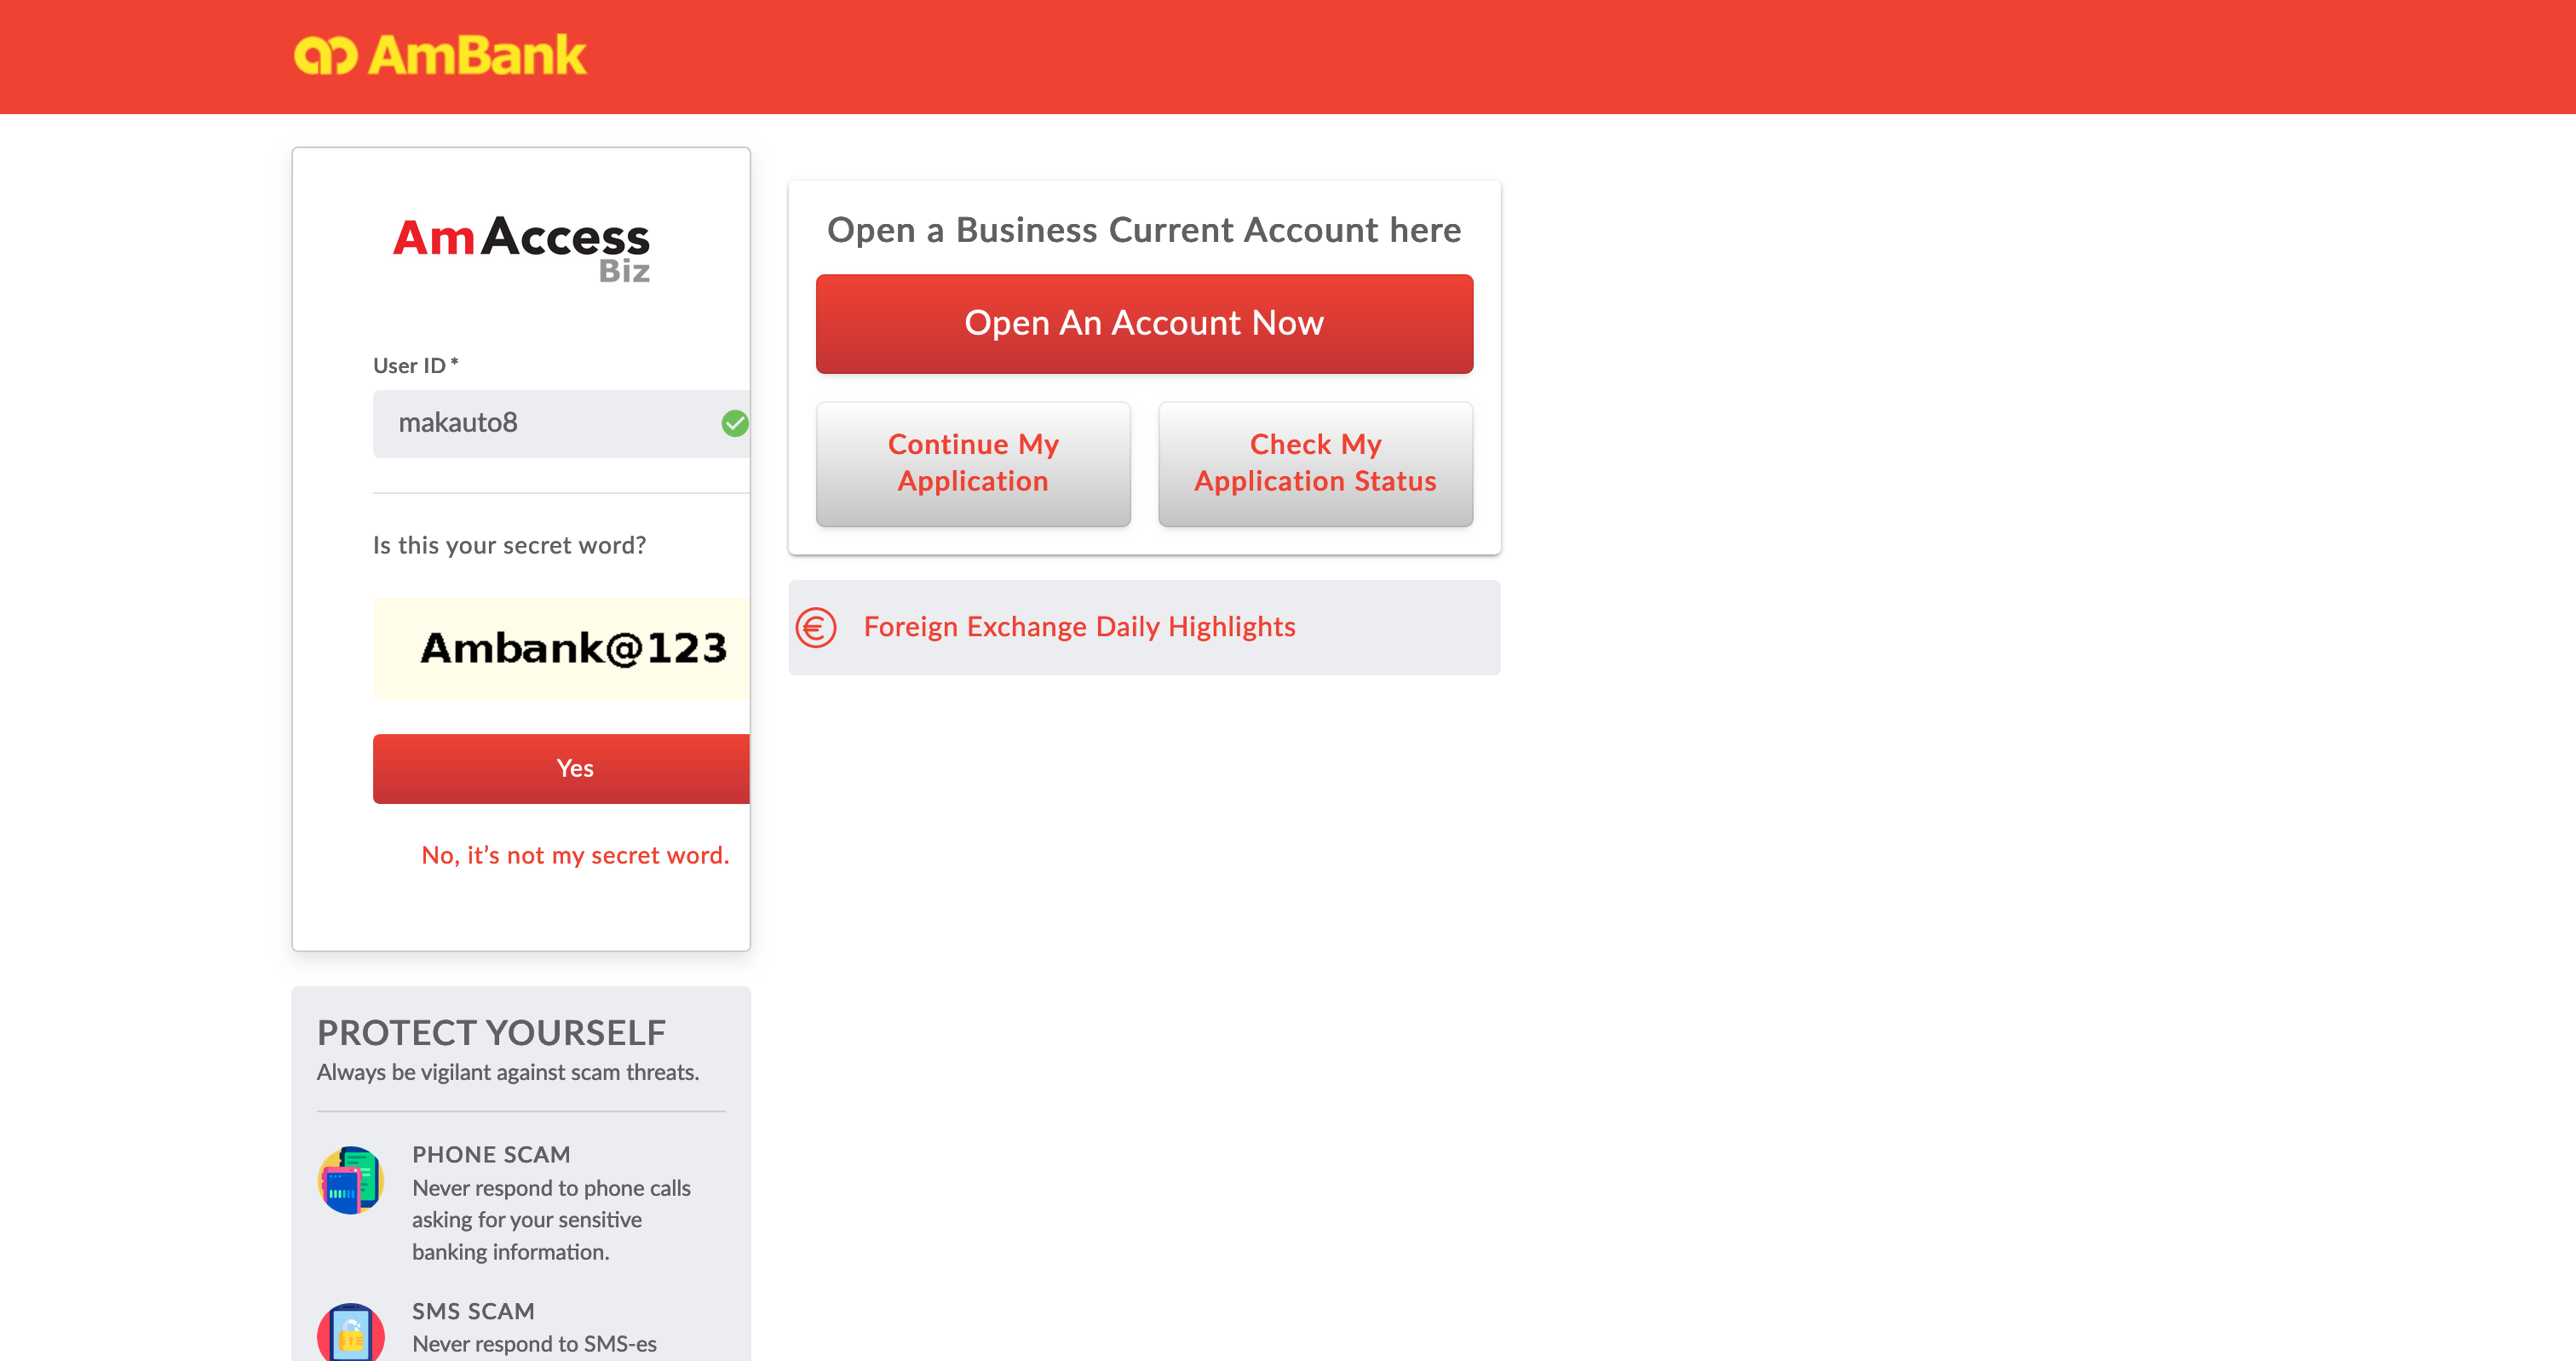 AmBank
AmAccess
Biz
User ID *
makauto8
Is this your secret word?
Ambank@123
Yes
No, it’s not my secret word.
Open a Business Current Account here
Open An Account Now
Continue My
Application
Check My
Application Status
Foreign Exchange Daily Highlights
PROTECT YOURSELF
Always be vigilant against scam threats.
PHONE SCAM
Never respond to phone calls
asking for your sensitive
banking information.
SMS SCAM
Never respond to SMS-es